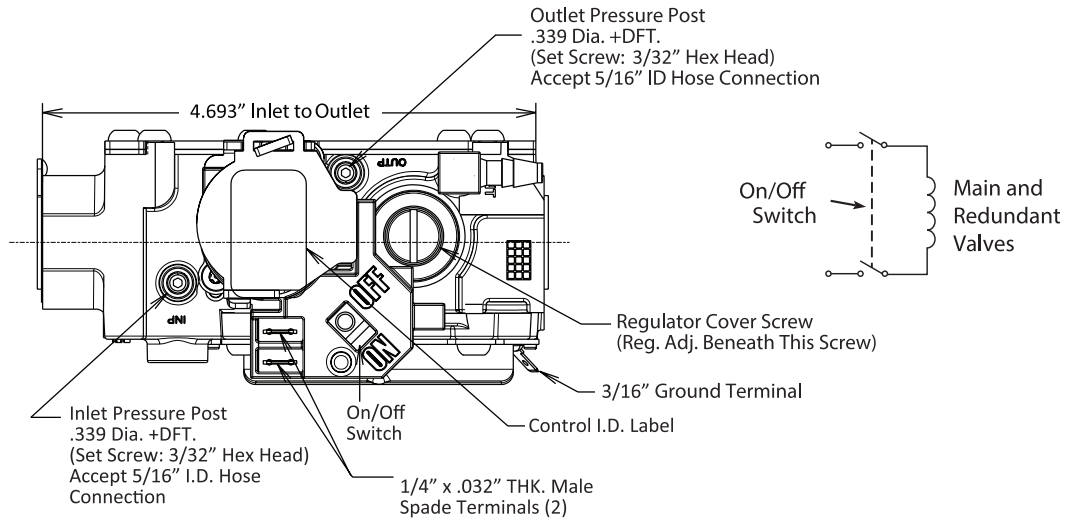 Outlet Pressure Post
.339 Dia. +DFT.
(Set Screw: 3/32” Hex Head)
Accept 5/16” ID Hose Connection
4.693” Inlet to Outlet
OUTP
On/Off
Switch
Main and
Redundant
Valves
OFF
ON
INP
Regulator Cover Screw
(Reg. Adj. Beneath This Screw)
3/16” Ground Terminal
Control I.D. Label
On/Off
Switch
Inlet Pressure Post
.339 Dia. +DFT.
(Set Screw: 3/32” Hex Head)
Accept 5/16” I.D. Hose
Connection
1/4” x .032” THK. Male
Spade Terminals (2)